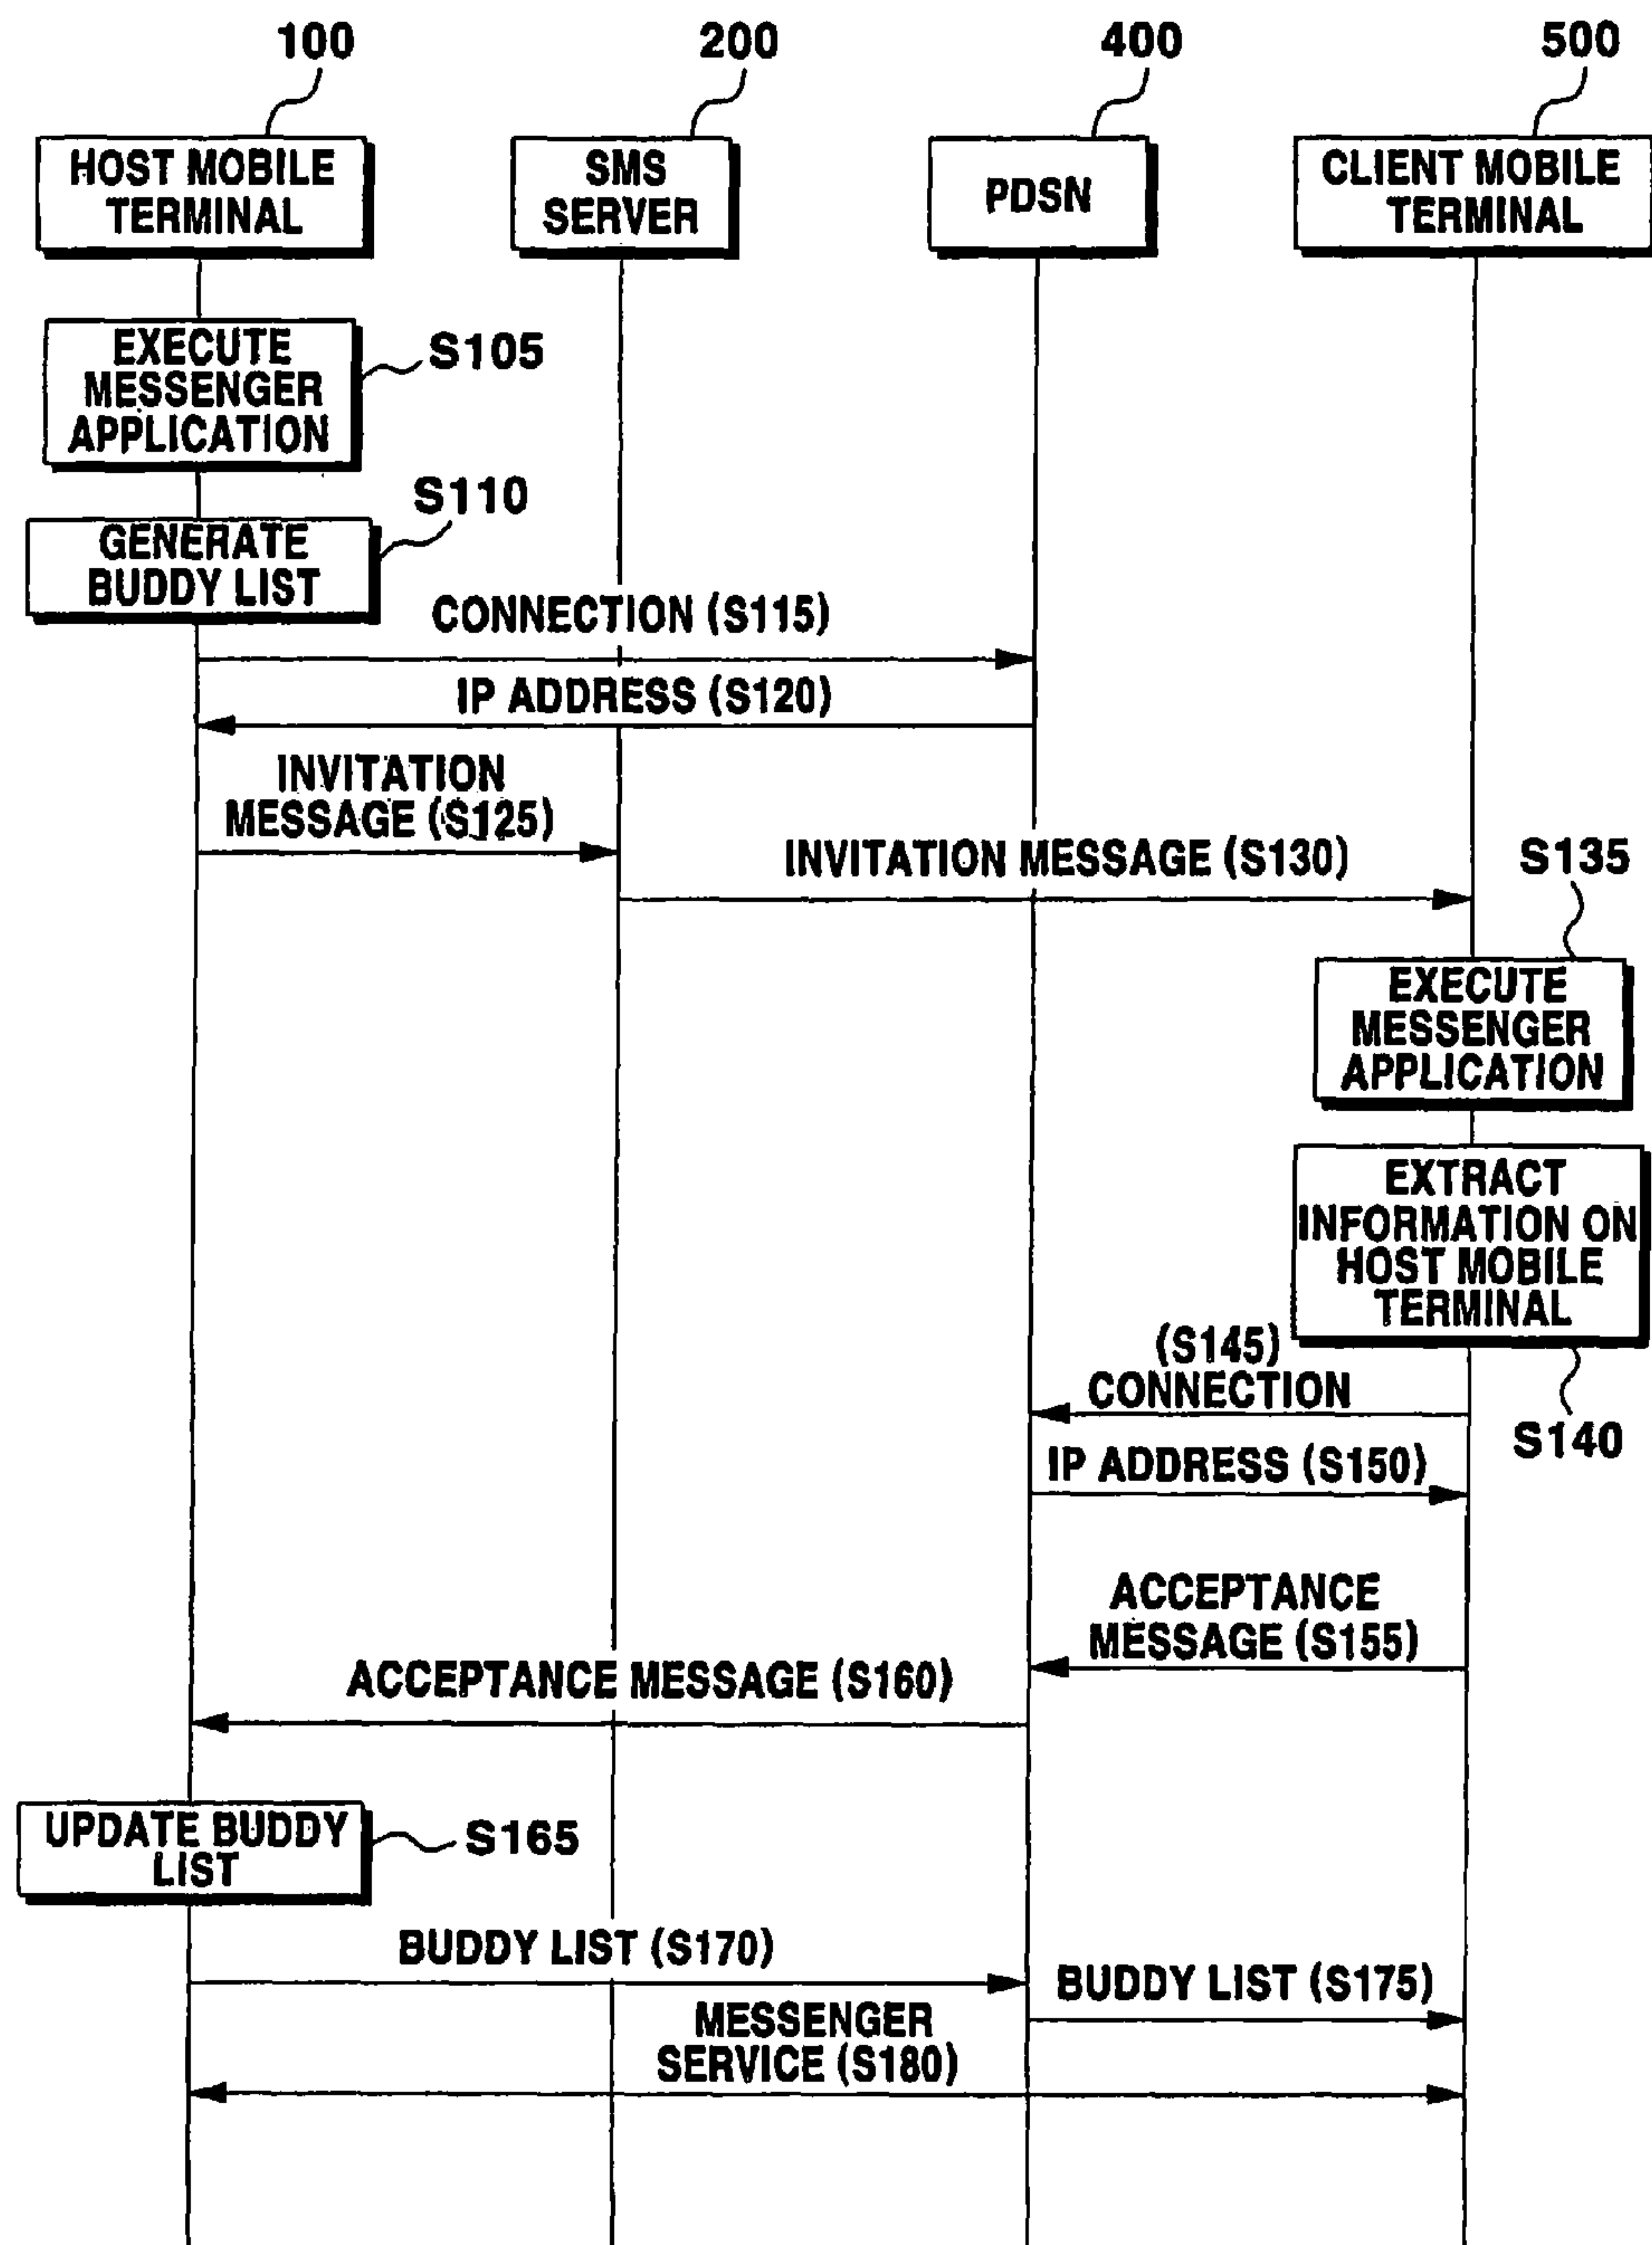 100
200
400
500
HOST MOBILE
TERMINAL
SMS
SERVER
PDSN
CLIENT MOBILE
TERMINAL
EXECUTE
MESSENGER
APPLICATION
S105
S110
GENERATE
BUDDY LIST
CONNECTION (S115)
IP ADDRESS (S120)
INVITATION
MESSAGE (S125)
INVITATION MESSAGE (S130)
S135
EXECUTE
MESSENGER
APPLICATION
EXTRACT
INFORMATION ON
HOST MOBILE
TERMINAL
(S145)
CONNECTION
S140
IP ADDRESS (S150)
ACCEPTANCE
MESSAGE (S155)
ACCEPTANCE MESSAGE (S160)
UPDATE BUDDY
LIST
S165
BUDDY LIST (S170)
BUDDY LIST (S175)
MESSENGER
SERVICE (S180)